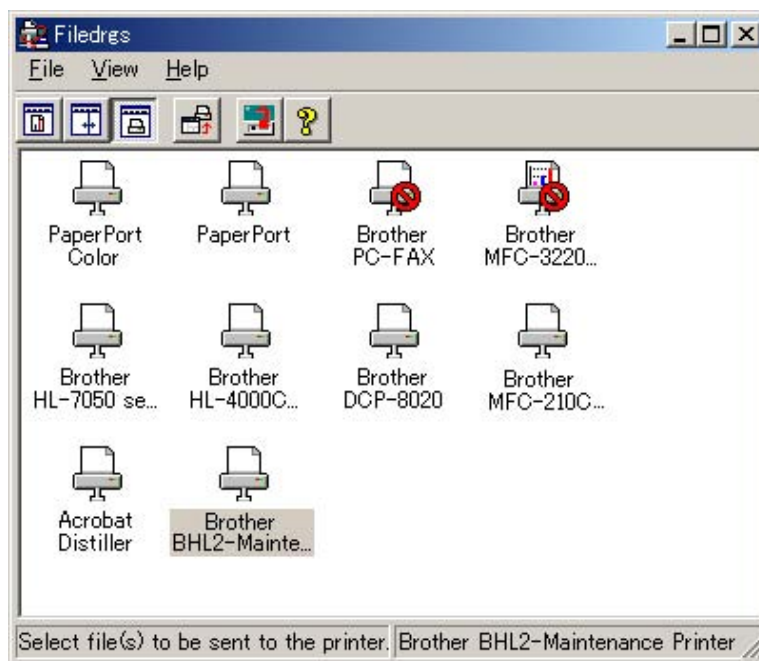 Filedrgs
File View Help
PaperPort
Color
PaperPort
Brother
PC-FAX
Brother
MFC-3220...
Brother
HL-7050 se...
Brother
HL-4000C...
Brother
DCP-8020
Brother
MFC-210C...
Acrobat
Distiller
Brother
BHL2-Mainte...
Select file(s) to be sent to the printer. Brother BHL2-Maintenance Printer